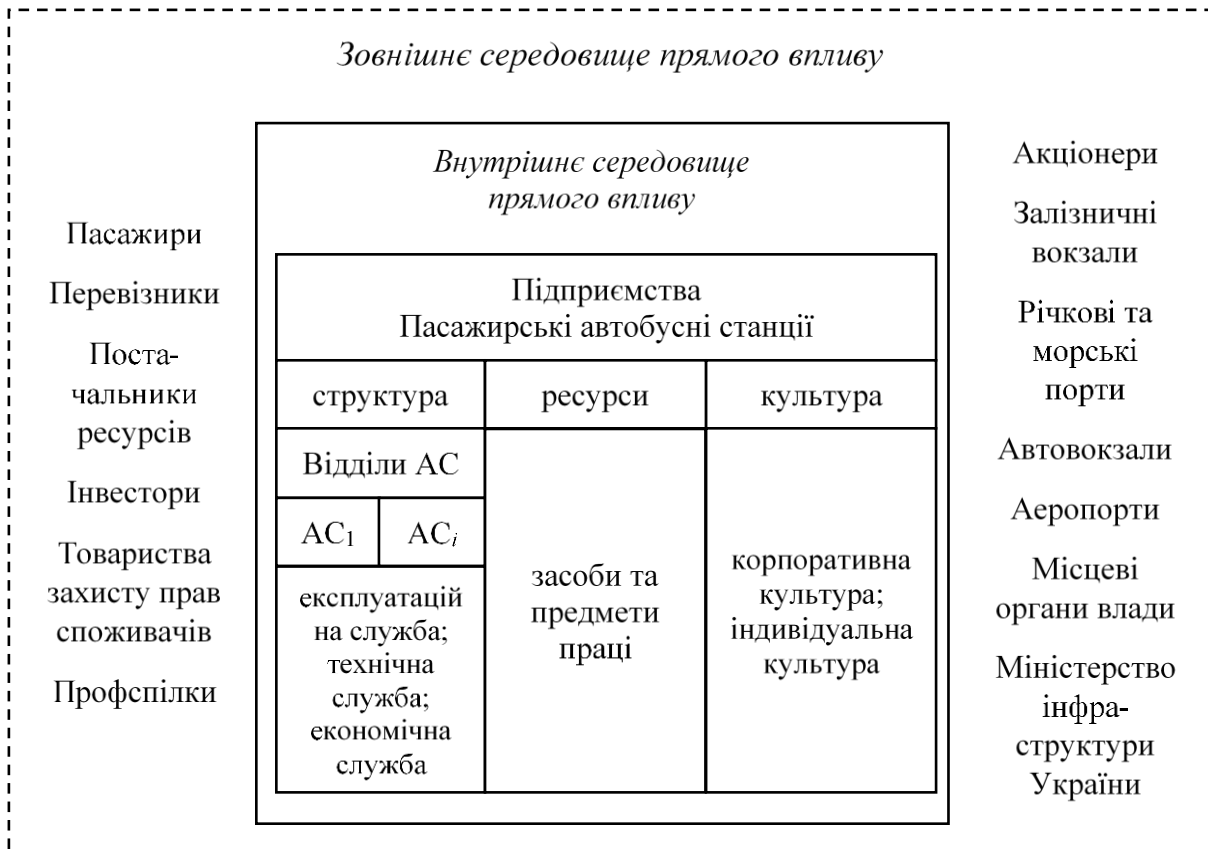 Зовнішнє середовище прямого впливу
Пасажири
Перевізники
Поста-
чальники
ресурсів
Інвестори
Товариства
захисту прав
споживачів
Профспілки
Внутрішнє середовище
прямого впливу
Підприємства
Пасажирські автобусні станції
структура
ресурси
культура
Відділи АС
АС1
АСi
експлуатацій
на служба;
технічна
служба;
економічна
служба
засоби та
предмети
праці
корпоративна
культура;
індивідуальна
культура
Акціонери
Залізничні
вокзали
Річкові та
морські
порти
Автовокзали
Аеропорти
Місцеві
органи влади
Міністерство
інфра-
структури
України